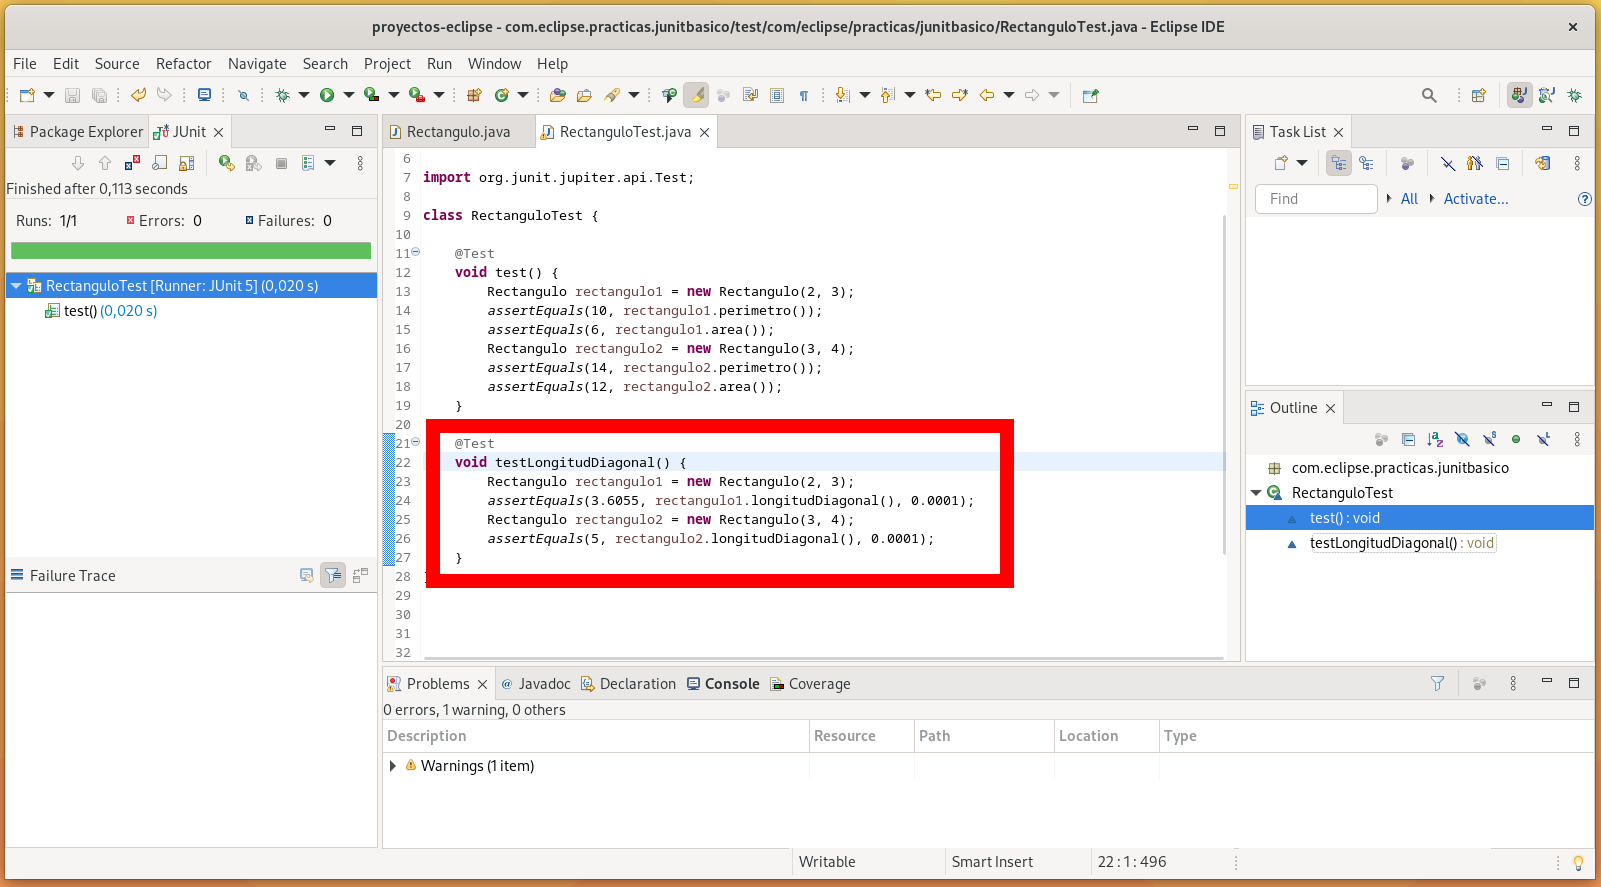 proyectos-eclipse - com.eclipse.practicas.junitbasico/test/com/eclipse/practicas/junitbasico/RectanguloTest.java - Eclipse IDE
File Edit Source Refactor Navigate Search Project Run Window Help
Package Explorer JUnit
Finished after 0,113 seconds
Runs: 1/1 Errors: 0 Failures: 0
RectanguloTest [Runner: JUnit 5] (0,020 s)
test() (0,020 s)
Failure Trace
Rectangulo.java RectanguloTest.java
6
7 import org.junit.jupiter.api.Test;
8
9 class RectanguloTest {
10
11 @Test
12 void test() {
13 Rectangulo rectangulo1 = new Rectangulo(2, 3);
14 assertEquals(10, rectangulo1.perimetro());
15 assertEquals(6, rectangulo1.area());
16 Rectangulo rectangulo2 = new Rectangulo(3, 4);
17 assertEquals(14, rectangulo2.perimetro());
18 assertEquals(12, rectangulo2.area());
19 }
20
21 @Test
22 void testLongitudDiagonal() {
23 Rectangulo rectangulo1 = new Rectangulo(2, 3);
24 assertEquals(3.6055, rectangulo1.longitudDiagonal(), 0.0001);
25 Rectangulo rectangulo2 = new Rectangulo(3, 4);
26 assertEquals(5, rectangulo2.longitudDiagonal(), 0.0001);
27 }
28
29
30
31
32
Task List
Find All Activate...
Outline
com.eclipse.practicas.junitbasico
RectanguloTest
test() : void
testLongitudDiagonal() : void
Problems Javadoc Declaration Console Coverage
0 errors, 1 warning, 0 others
Description Resource Path Location Type
Warnings (1 item)
Writable Smart Insert 22 : 1 : 496